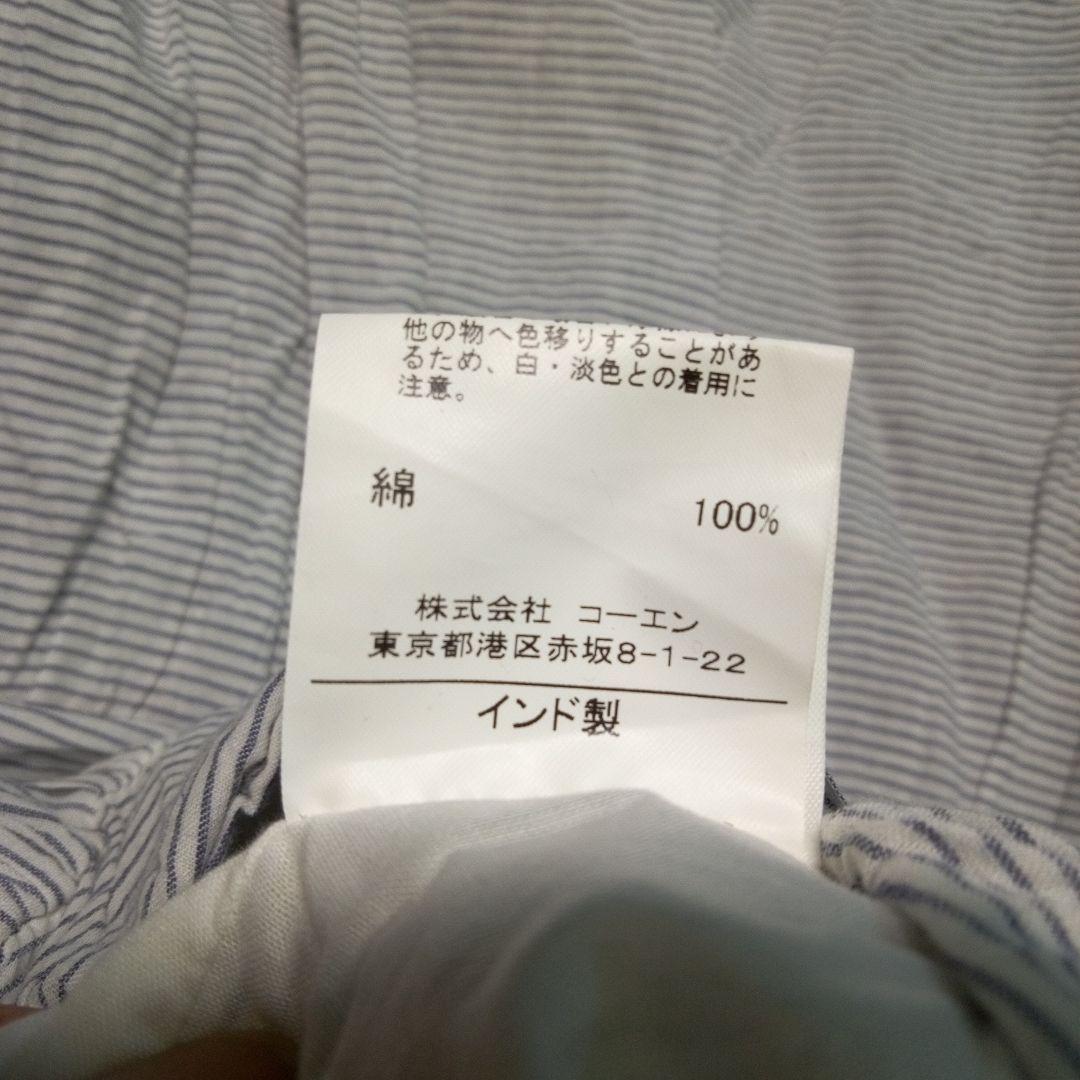 他の物へ色移りすることがあ
るため、白・淡色との着用に
注意。
綿 100%
株式会社 コーエン
東京都港区赤坂8-1-22
インド製